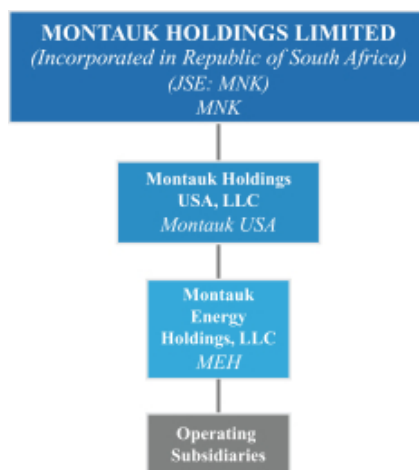 MONTAUK HOLDINGS LIMITED
(Incorporated in Republic of South Africa)
(JSE: MNK)
MNK
Montauk Holdings
USA, LLC
Montauk USA
Montauk
Energy
Holdings, LLC
MEH
Operating
Subsidiaries